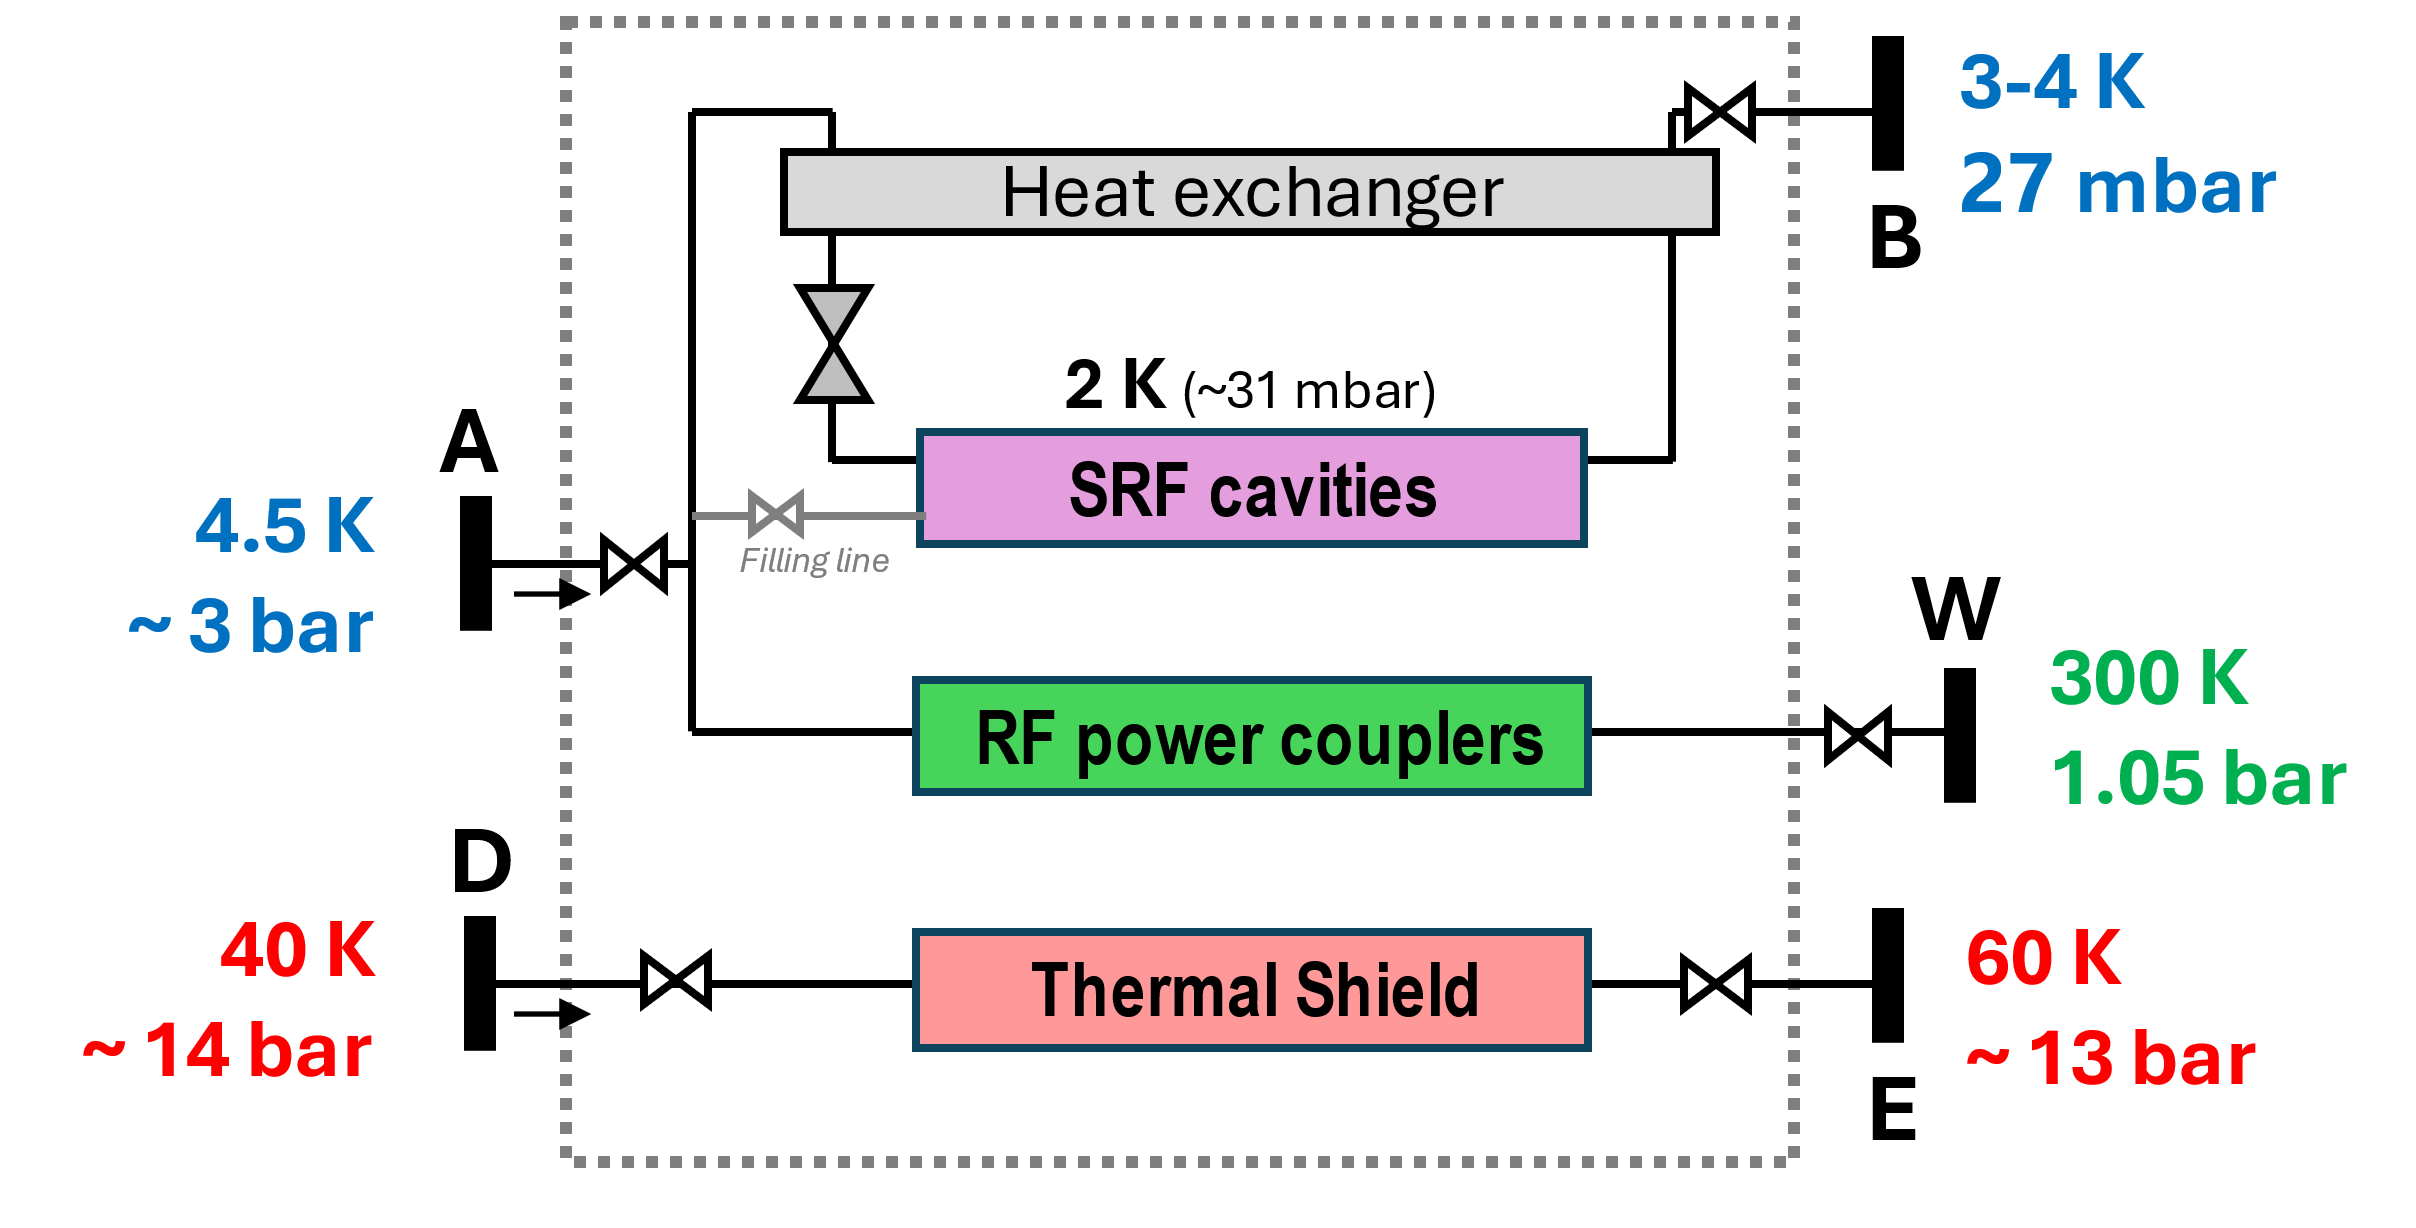 3-4 K
27 mbar
B
Heat exchanger
2 K (~31 mbar)
A
4.5 K
~ 3 bar
SRF cavities
Filling line
W
300 K
1.05 bar
RF power couplers
D
40 K
~ 14 bar
Thermal Shield
60 K
~ 13 bar
E